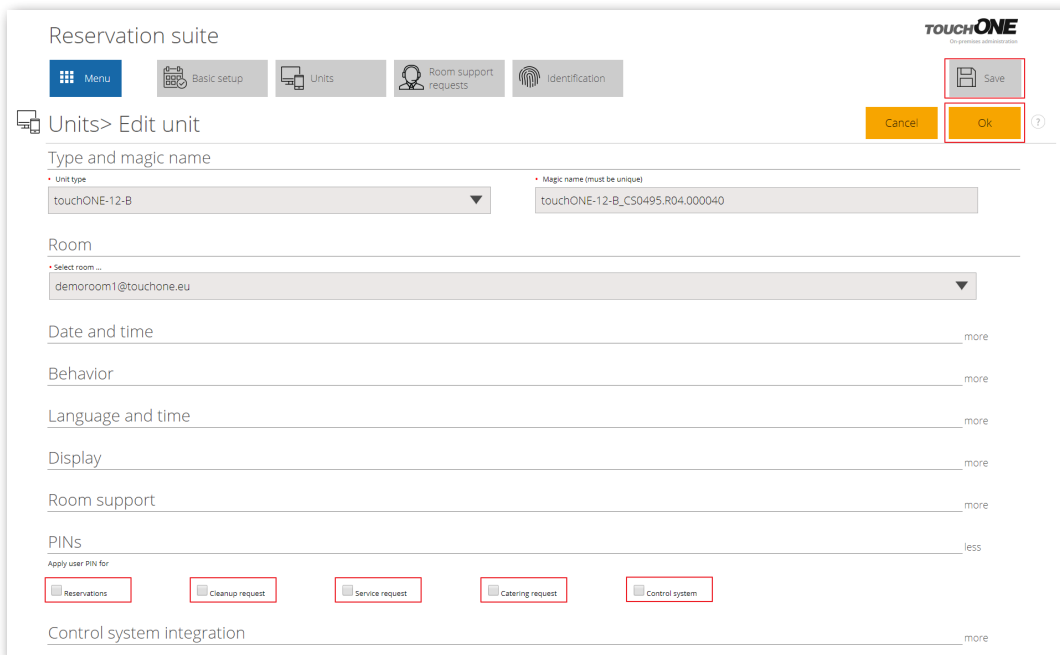 Reservation suite
TOUCHONE
On-premises administration
Menu
Basic setup
Units
Room support
requests
Identification
Save
Units> Edit unit
Cancel
Ok
?
Type and magic name
• Unit type
• Magic name (must be unique)
touchONE-12-B
touchONE-12-B_CS0495.R04.000040
Room
• Select room ...
demoroom1@touchone.eu
Date and time
more
Behavior
more
Language and time
more
Display
more
Room support
more
PINs
less
Apply user PIN for
Reservations
Cleanup request
Service request
Catering request
Control system
Control system integration
more